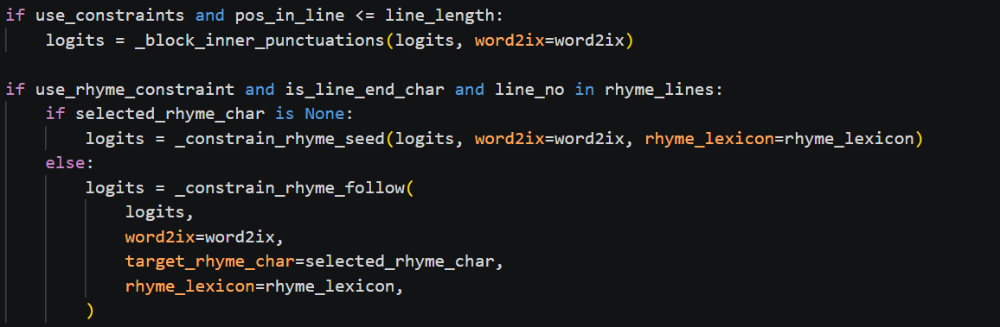 if use_constraints and pos_in_line <= line_length:
    logits = _block_inner_punctuations(logits, word2ix=word2ix)

if use_rhyme_constraint and is_line_end_char and line_no in rhyme_lines:
    if selected_rhyme_char is None:
        logits = _constrain_rhyme_seed(logits, word2ix=word2ix, rhyme_lexicon=rhyme_lexicon)
    else:
        logits = _constrain_rhyme_follow(
            logits,
            word2ix=word2ix,
            target_rhyme_char=selected_rhyme_char,
            rhyme_lexicon=rhyme_lexicon,
        )